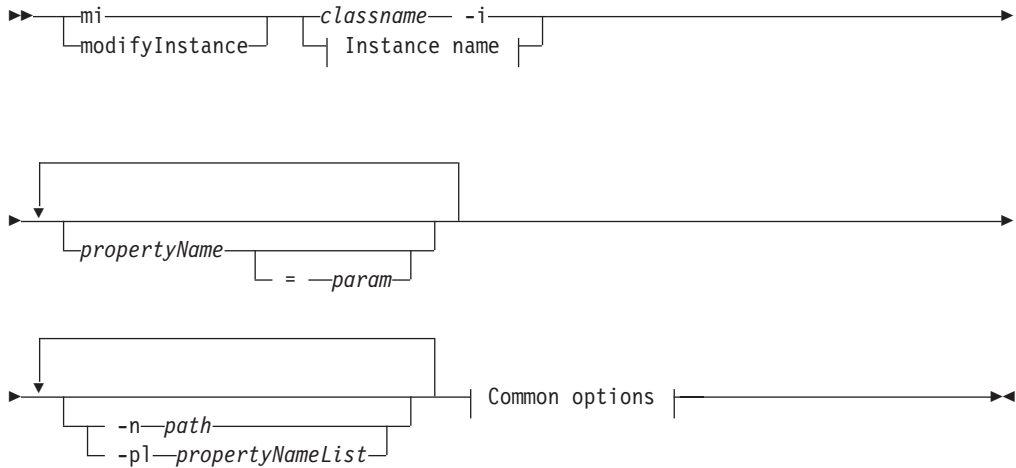 mi classname -i
modifyInstance Instance name
propertyName
= param
-n path Common options
-pl propertyNameList